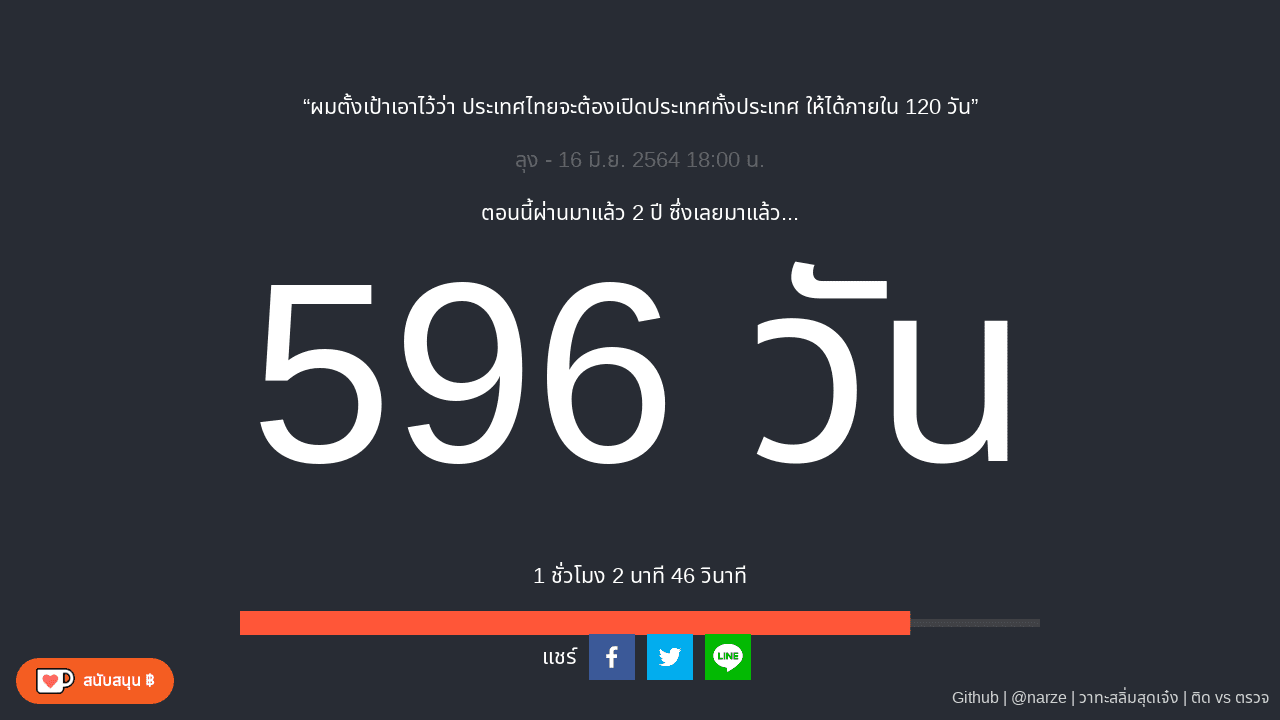 “ผมตั้งเป้าเอาไว้ว่า ประเทศไทยจะต้องเปิดประเทศทั้งประเทศ ให้ได้ภายใน 120 วัน”
ลุง - 16 มิ.ย. 2564 18:00 น.
ตอนนี้ผ่านมาแล้ว 2 ปี ซึ่งเลยมาแล้ว...
596 วัน
1 ชั่วโมง 2 นาที 46 วินาที
แชร์
LINE
สนับสนุน ฿
Github | @narze | วาทะสลิ่มสุดเจ๋ง | ติด vs ตรวจ